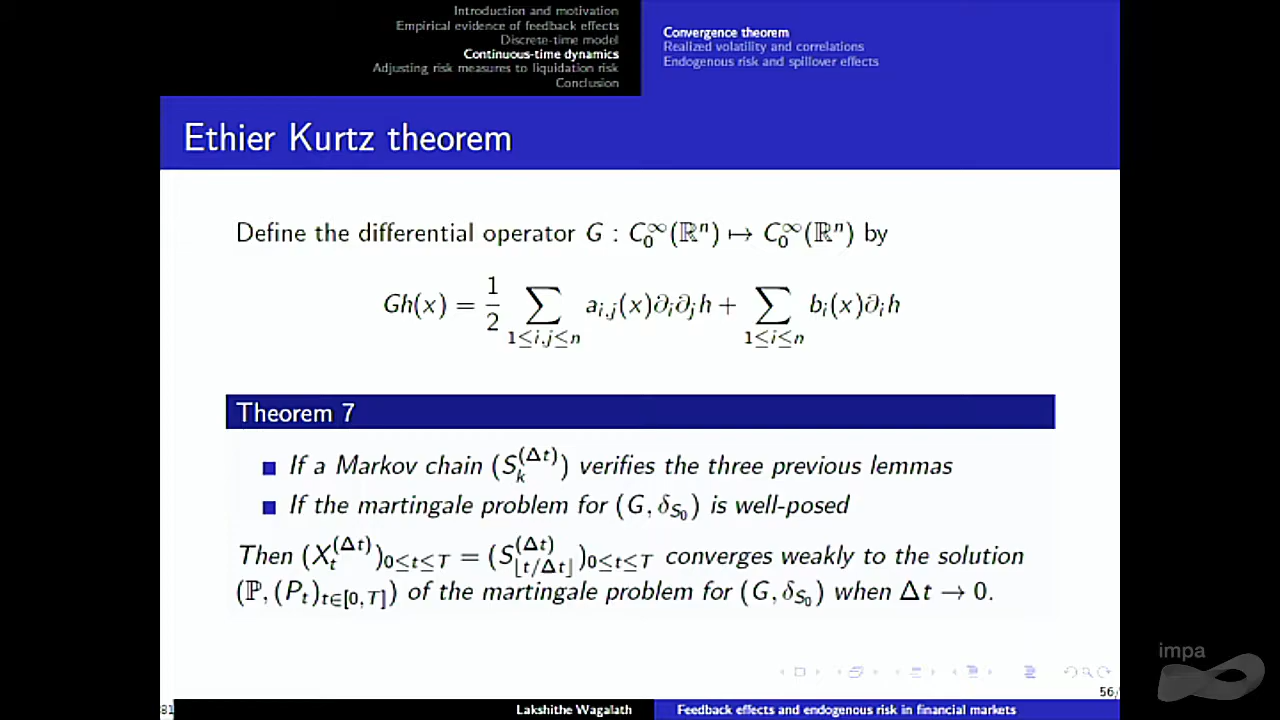 Introduction and motivation
Empirical evidence of feedback effects
Discrete-time model
Continuous-time dynamics
Adjusting risk measures to liquidation risk
Conclusion
Convergence theorem
Realized volatility and correlations
Endogenous risk and spillover effects
Ethier Kurtz theorem
Define the differential operator G : C_0^∞(ℝ^n) ↦ C_0^∞(ℝ^n) by
Gh(x) = 1/2 ∑_{1≤i,j≤n} a_{i,j}(x)∂_i∂_jh + ∑_{1≤i≤n} b_i(x)∂_ih
Theorem 7
If a Markov chain (S_k^{(Δt)}) verifies the three previous lemmas
If the martingale problem for (G, δ_{S_0}) is well-posed
Then (X_t^{(Δt)})_{0≤t≤T} = (S_{⌊t/Δt⌋}^{(Δt)})_{0≤t≤T} converges weakly to the solution
(ℙ, (P_t)_{t∈[0,T]}) of the martingale problem for (G, δ_{S_0}) when Δt → 0.
impa
56/
81
Lakshithe Wagalath
Feedback effects and endogenous risk in financial markets